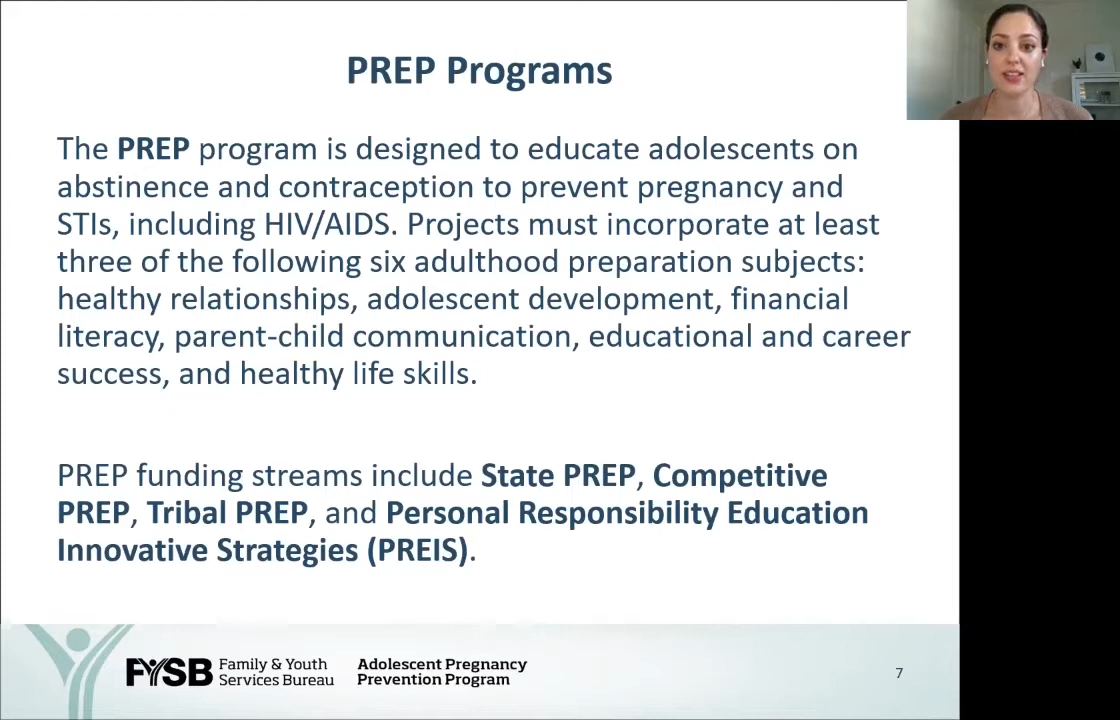 PREP Programs
The PREP program is designed to educate adolescents on
abstinence and contraception to prevent pregnancy and
STIs, including HIV/AIDS. Projects must incorporate at least
three of the following six adulthood preparation subjects:
healthy relationships, adolescent development, financial
literacy, parent-child communication, educational and career
success, and healthy life skills.
PREP funding streams include State PREP, Competitive
PREP, Tribal PREP, and Personal Responsibility Education
Innovative Strategies (PREIS).
FYSB
Family & Youth
Services Bureau
Adolescent Pregnancy
Prevention Program
7